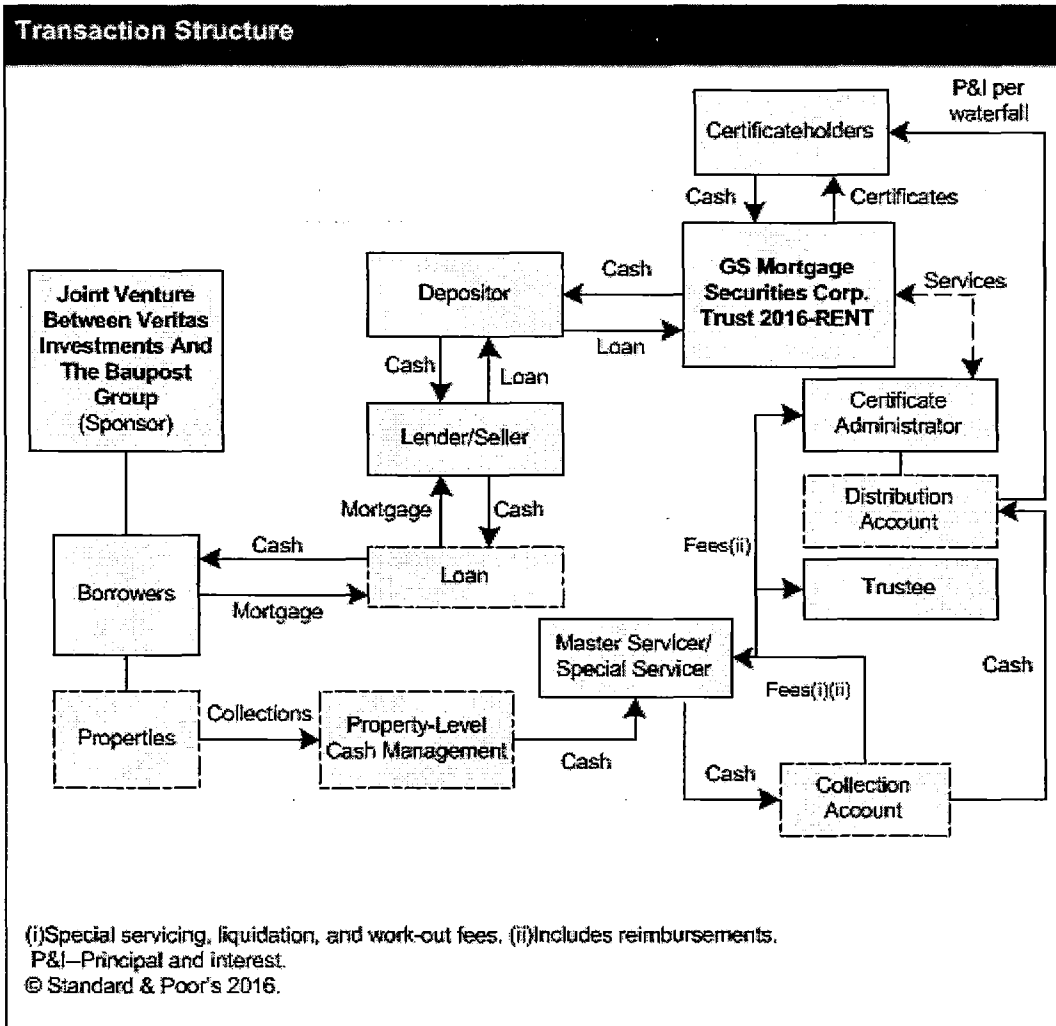 Transaction Structure
P&I per
waterfall
Certificateholders
Cash
Certificates
Joint Venture
Between Veritas
Investments And
The Baupost
Group
(Sponsor)
Depositor
Cash
Loan
GS Mortgage
Securities Corp.
Trust 2016-RENT
Services
Cash
Loan
Lender/Seller
Certificate
Administrator
Mortgage
Cash
Distribution
Account
Fees(ii)
Borrowers
Cash
Mortgage
Loan
Trustee
Master Servicer/
Special Servicer
Fees(i)(ii)
Cash
Properties
Collections
Property-Level
Cash Management
Cash
Cash
Collection
Account
(i)Special servicing, liquidation, and work-out fees. (ii)Includes reimbursements.
P&I–Principal and interest.
© Standard & Poor's 2016.